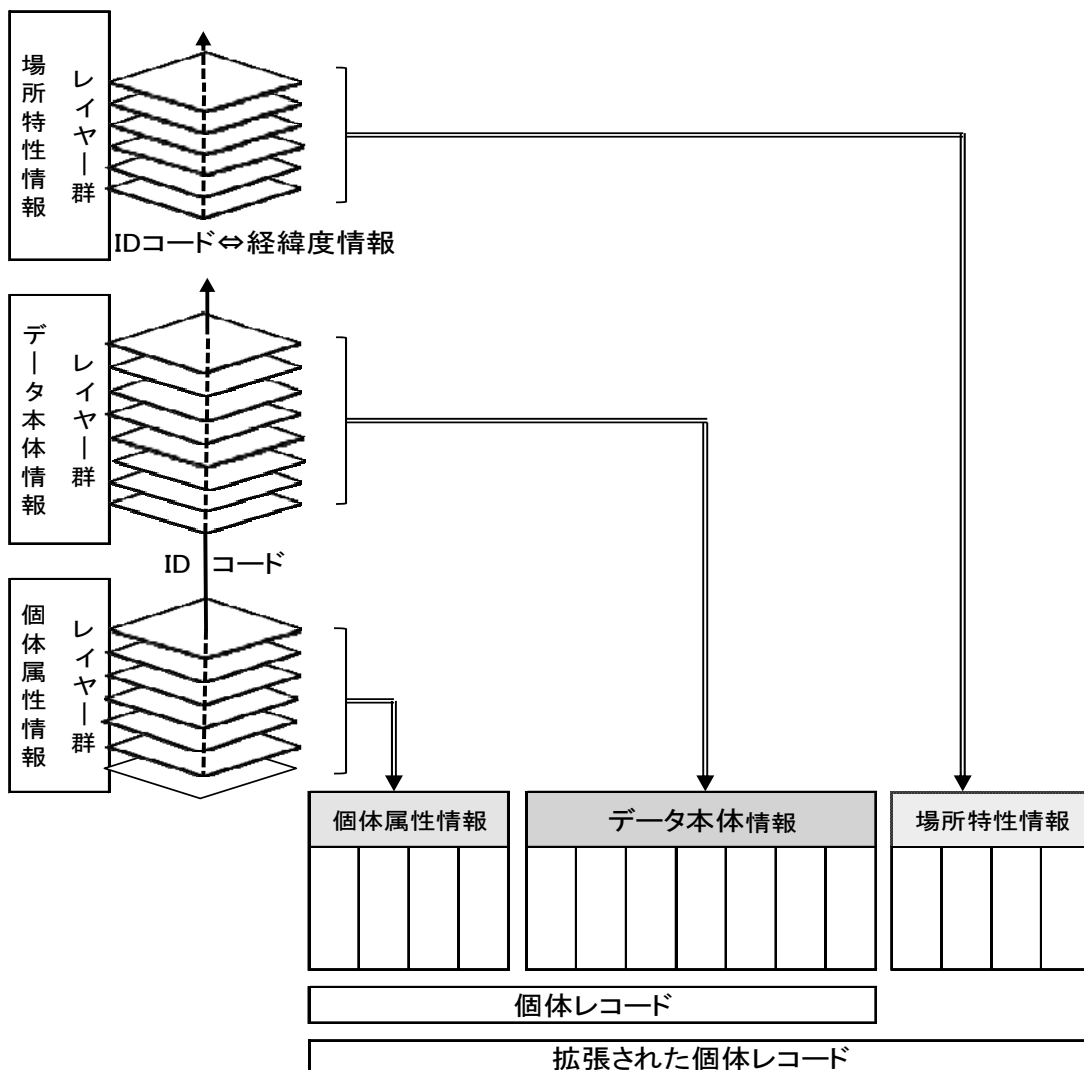 場所特性情報
レイヤー群
IDコード⇔経緯度情報
データ本体情報
レイヤー群
ID コード
個体属性情報
レイヤー群
個体属性情報
データ本体情報
場所特性情報
個体レコード
拡張された個体レコード